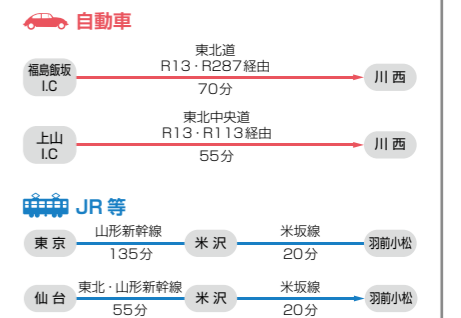 自動車
福島飯坂
I.C
東北道
R13・R287経由
70分
川西
上山
I.C
東北中央道
R13・R113経由
55分
川西
JR等
東京
山形新幹線
135分
米沢
米坂線
20分
羽前小松
仙台
東北・山形新幹線
55分
米沢
米坂線
20分
羽前小松